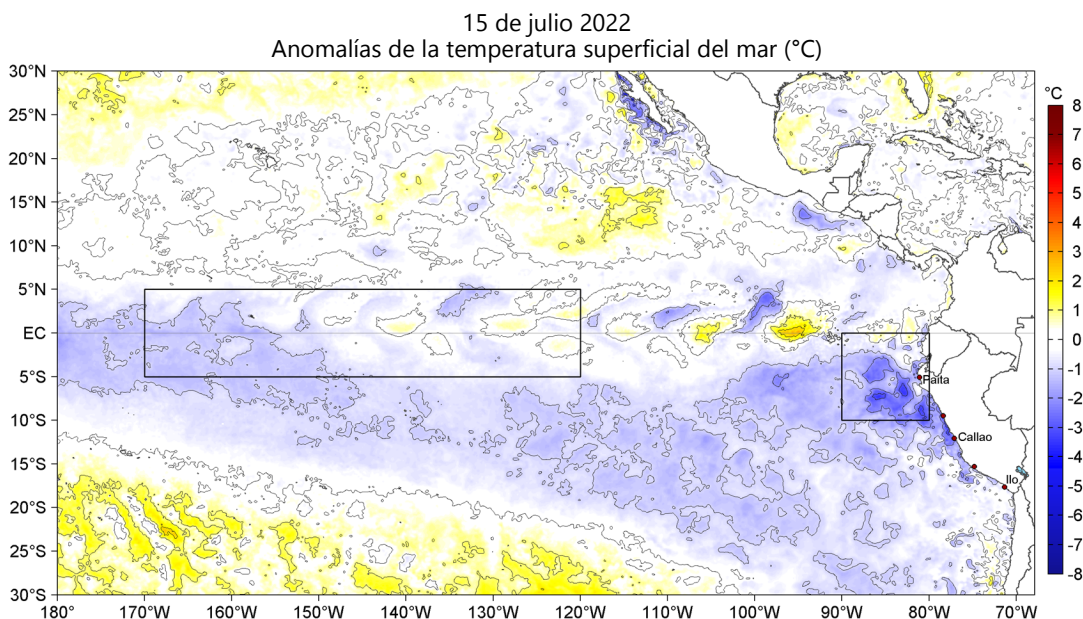 15 de julio 2022
Anomalías de la temperatura superficial del mar (°C)
30°N
25°N
20°N
15°N
10°N
5°N
EC
5°S
10°S
15°S
20°S
25°S
30°S
180
170°W
160°W
150°W
140°W
130°W
120°W
110°W
100°W
90°W
80°W
70°W
Paita
Callao
Ilo
°C
8
7
6
5
4
3
2
1
0
-1
-2
-3
-4
-5
-6
-7
-8